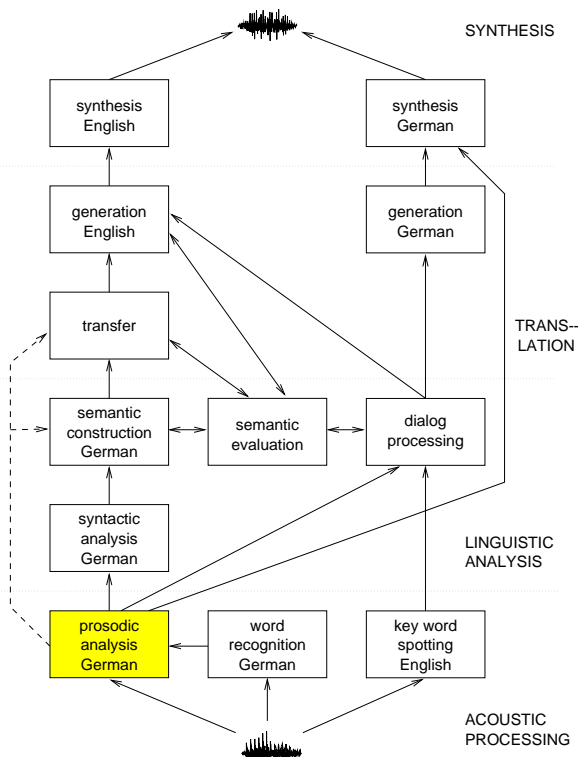 SYNTHESIS
synthesis
English
synthesis
German
generation
English
generation
German
transfer
TRANS--
LATION
semantic
construction
German
semantic
evaluation
dialog
processing
syntactic
analysis
German
LINGUISTIC
ANALYSIS
prosodic
analysis
German
word
recognition
German
key word
spotting
English
ACOUSTIC
PROCESSING